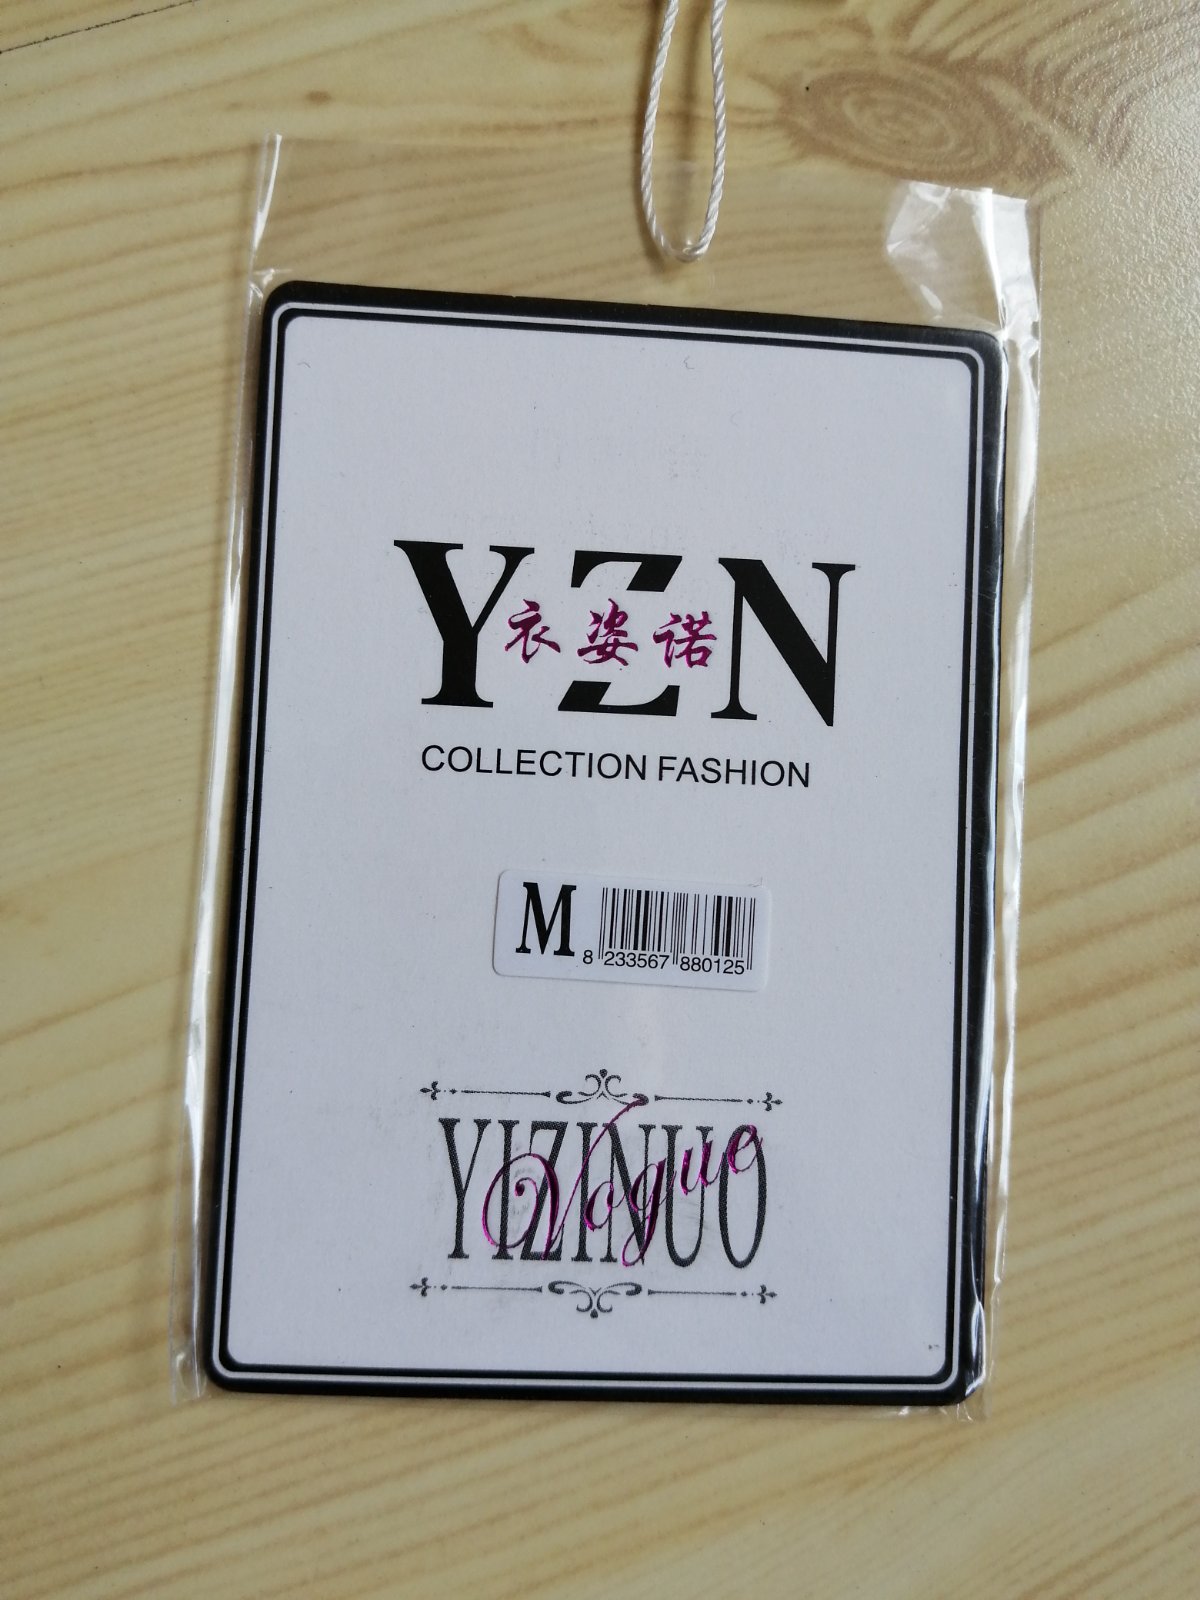 YZN
衣姿诺
COLLECTION FASHION
M
8 233567 880125
YIZINUO
Vogue